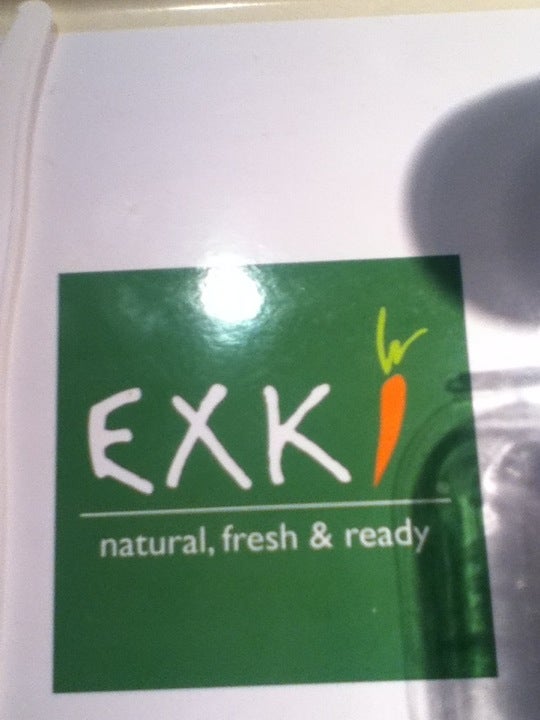 EXKi
natural, fresh & ready